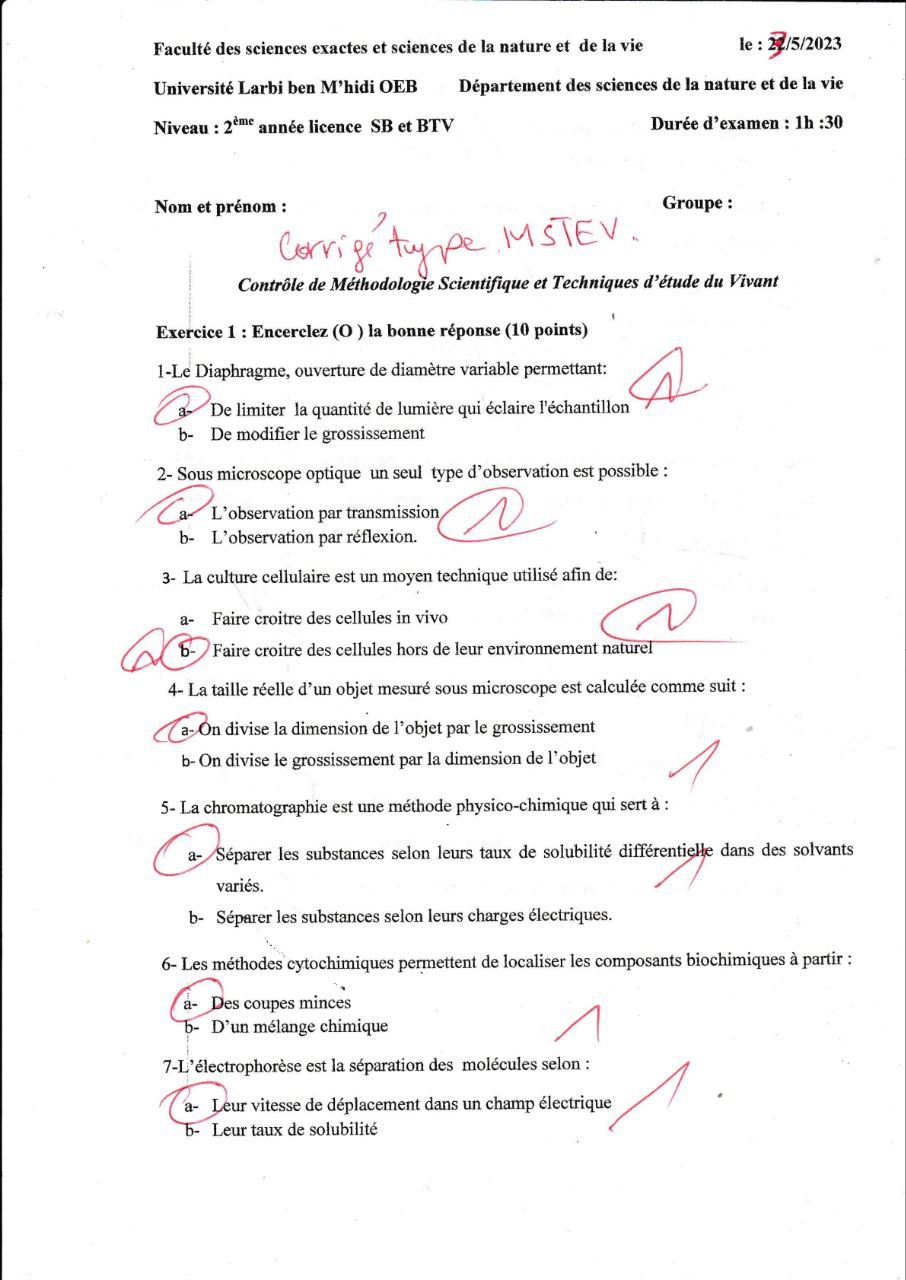 Faculté des sciences exactes et sciences de la nature et de la vie le : 23/5/2023
Université Larbi ben M'hidi OEB Département des sciences de la nature et de la vie
Niveau : 2ème année licence SB et BTV Durée d'examen : 1h :30
Nom et prénom : Groupe :
Corrigé type MSTEV.
Contrôle de Méthodologie Scientifique et Techniques d'étude du Vivant
Exercice 1 : Encerclez (O ) la bonne réponse (10 points)
1-Le Diaphragme, ouverture de diamètre variable permettant:
1
a- De limiter la quantité de lumière qui éclaire l'échantillon
b- De modifier le grossissement
2- Sous microscope optique un seul type d'observation est possible :
a- L'observation par transmission 1
b- L'observation par réflexion.
3- La culture cellulaire est un moyen technique utilisé afin de:
a- Faire croitre des cellules in vivo 1
b- Faire croitre des cellules hors de leur environnement naturel
4- La taille réelle d'un objet mesuré sous microscope est calculée comme suit :
a- On divise la dimension de l'objet par le grossissement
b- On divise le grossissement par la dimension de l'objet 1
5- La chromatographie est une méthode physico-chimique qui sert à :
a- Séparer les substances selon leurs taux de solubilité différentielle dans des solvants
variés. 1
b- Séparer les substances selon leurs charges électriques.
6- Les méthodes cytochimiques permettent de localiser les composants biochimiques à partir :
a- Des coupes minces
b- D'un mélange chimique 1
7-L'électrophorèse est la séparation des molécules selon :
a- Leur vitesse de déplacement dans un champ électrique 1
b- Leur taux de solubilité